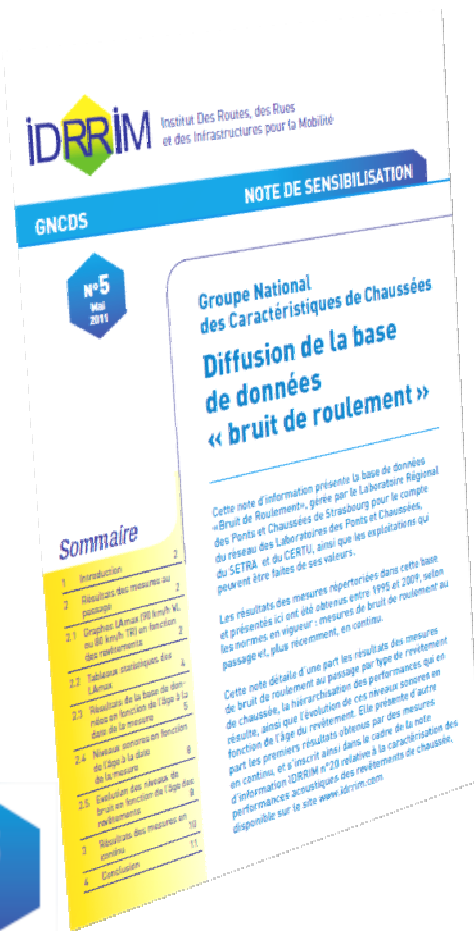 iDRRiM
Institut Des Routes, des Rues
et des Infrastructures pour la Mobilité
GNCDS
NOTE DE SENSIBILISATION
N°5
Mai
2011
Groupe National
des Caractéristiques de Chaussées
Diffusion de la base
de données
« bruit de roulement »
Cette note d'information présente la base de données
«Bruit de Roulement», gérée par le Laboratoire Régional
des Ponts et Chaussées de Strasbourg pour le compte
du réseau des Laboratoires des Ponts et Chaussées,
du SETRA et du CERTU, ainsi que les exploitations qui
peuvent être faites de ses valeurs.
Les résultats des mesures répertoriées dans cette base
et présentés ici ont été obtenus entre 1995 et 2009, selon
les normes en vigueur : mesures de bruit de roulement au
passage et, plus récemment, en continu.
Cette note détaille d'une part les résultats des mesures
de bruit de roulement au passage par type de revêtement
de chaussée, la hiérarchisation des performances qui en
résulte, ainsi que l'évolution de ces niveaux sonores en
fonction de l'âge du revêtement. Elle présente d'autre
part les premiers résultats obtenus par des mesures
en continu, et s'inscrit ainsi dans le cadre de la note
d'information IDRRIM n°20 relative à la caractérisation des
performances acoustiques des revêtements de chaussée,
disponible sur le site www.idrrim.com.
Sommaire
1 Introduction 2
2 Résultats des mesures au
passage 2
2.1 Graphes LAmax (90 km/h VL
ou 80 km/h TR) en fonction
des revêtements 2
2.2 Tableaux statistiques des
LAmax 4
2.3 Résultats de la base de don-
nées en fonction de l'âge à la
date de la mesure 5
2.4 Niveaux sonores en fonction
de l'âge à la date
de la mesure 8
2.5 Evolution des niveaux de
bruit en fonction de l'âge des
revêtements 9
3 Résultats des mesures en
continu 10
4 Conclusion 11